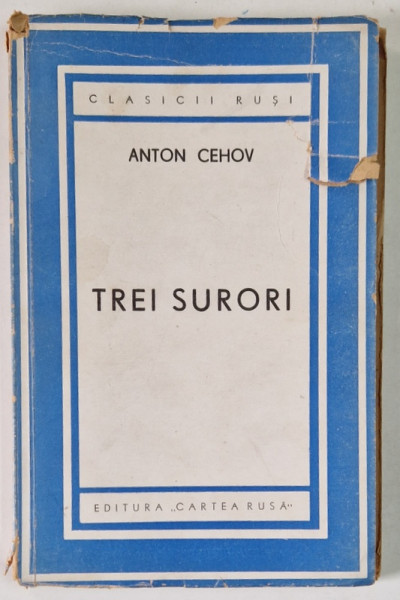 CLASICII RUȘI
ANTON CEHOV
TREI SURORI
EDITURA „CARTEA RUSĂ“